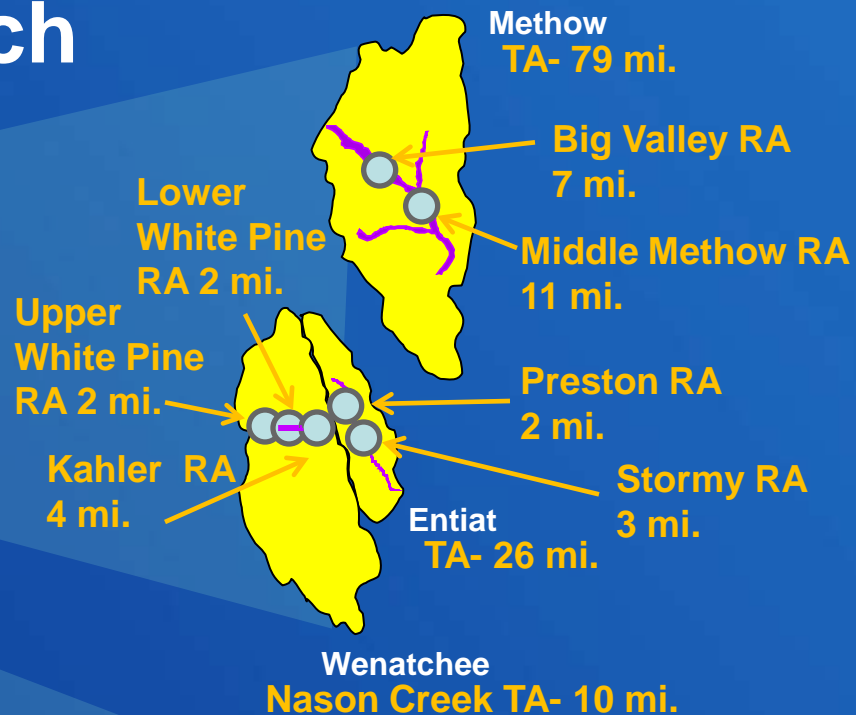 ch
Methow
TA- 79 mi.
Big Valley RA
7 mi.
Lower
White Pine
RA 2 mi.
Middle Methow RA
11 mi.
Upper
White Pine
RA 2 mi.
Preston RA
2 mi.
Kahler RA
4 mi.
Stormy RA
3 mi.
Entiat
TA- 26 mi.
Wenatchee
Nason Creek TA- 10 mi.